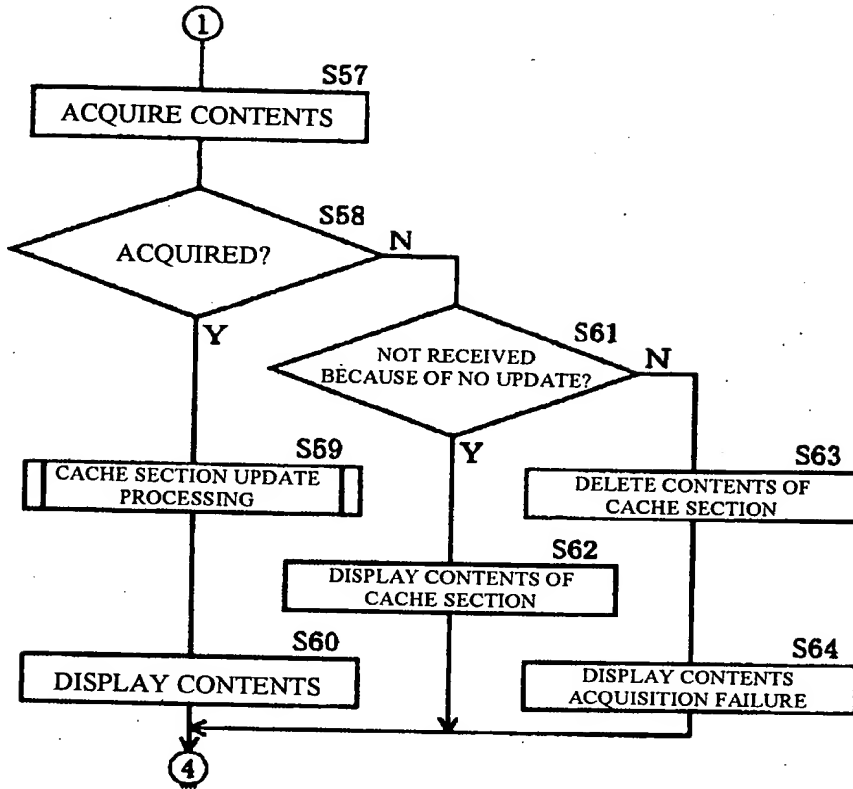 1
S57
ACQUIRE CONTENTS
S58
ACQUIRED?
N
Y
S61
NOT RECEIVED
BECAUSE OF NO UPDATE?
N
Y
S59
CACHE SECTION UPDATE
PROCESSING
S63
DELETE CONTENTS OF
CACHE SECTION
S62
DISPLAY CONTENTS OF
CACHE SECTION
S60
DISPLAY CONTENTS
S64
DISPLAY CONTENTS
ACQUISITION FAILURE
4